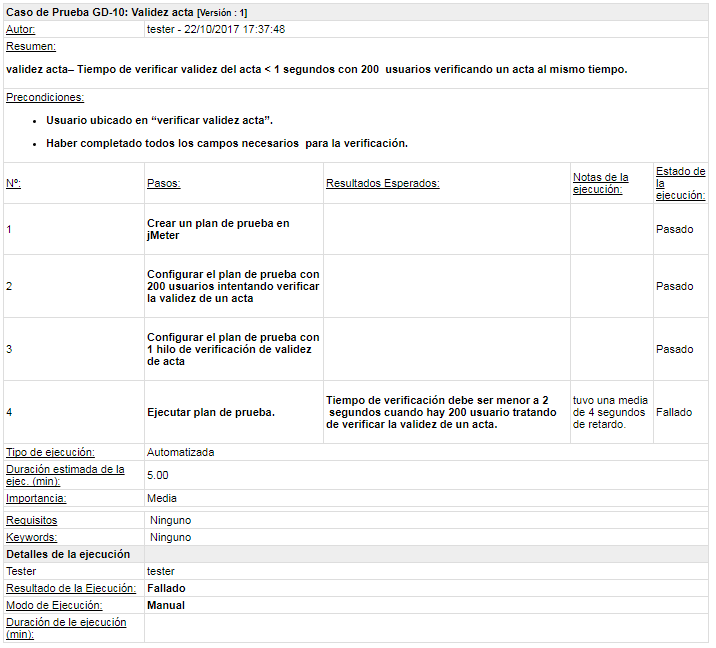 Caso de Prueba GD-10: Validez acta [Versión : 1]
Autor: tester - 22/10/2017 17:37:48
Resumen:
validez acta– Tiempo de verificar validez del acta < 1 segundos con 200 usuarios verificando un acta al mismo tiempo.
Precondiciones:
• Usuario ubicado en “verificar validez acta”.
• Haber completado todos los campos necesarios para la verificación.
Nº:
Pasos:
Resultados Esperados:
Notas de la
ejecución:
Estado de
la
ejecución:
1
Crear un plan de prueba en
jMeter
Pasado
2
Configurar el plan de prueba con
200 usuarios intentando verificar
la validez de un acta
Pasado
3
Configurar el plan de prueba con
1 hilo de verificación de validez
de acta
Pasado
4
Ejecutar plan de prueba.
Tiempo de verificación debe ser menor a 2
segundos cuando hay 200 usuario tratando
de verificar la validez de un acta.
tuvo una media
de 4 segundos
de retardo.
Fallado
Tipo de ejecución: Automatizada
Duración estimada de la
ejec. (min):
5.00
Importancia: Media
Requisitos Ninguno
Keywords: Ninguno
Detalles de la ejecución
Tester tester
Resultado de la Ejecución: Fallado
Modo de Ejecución: Manual
Duración de le ejecución
(min):